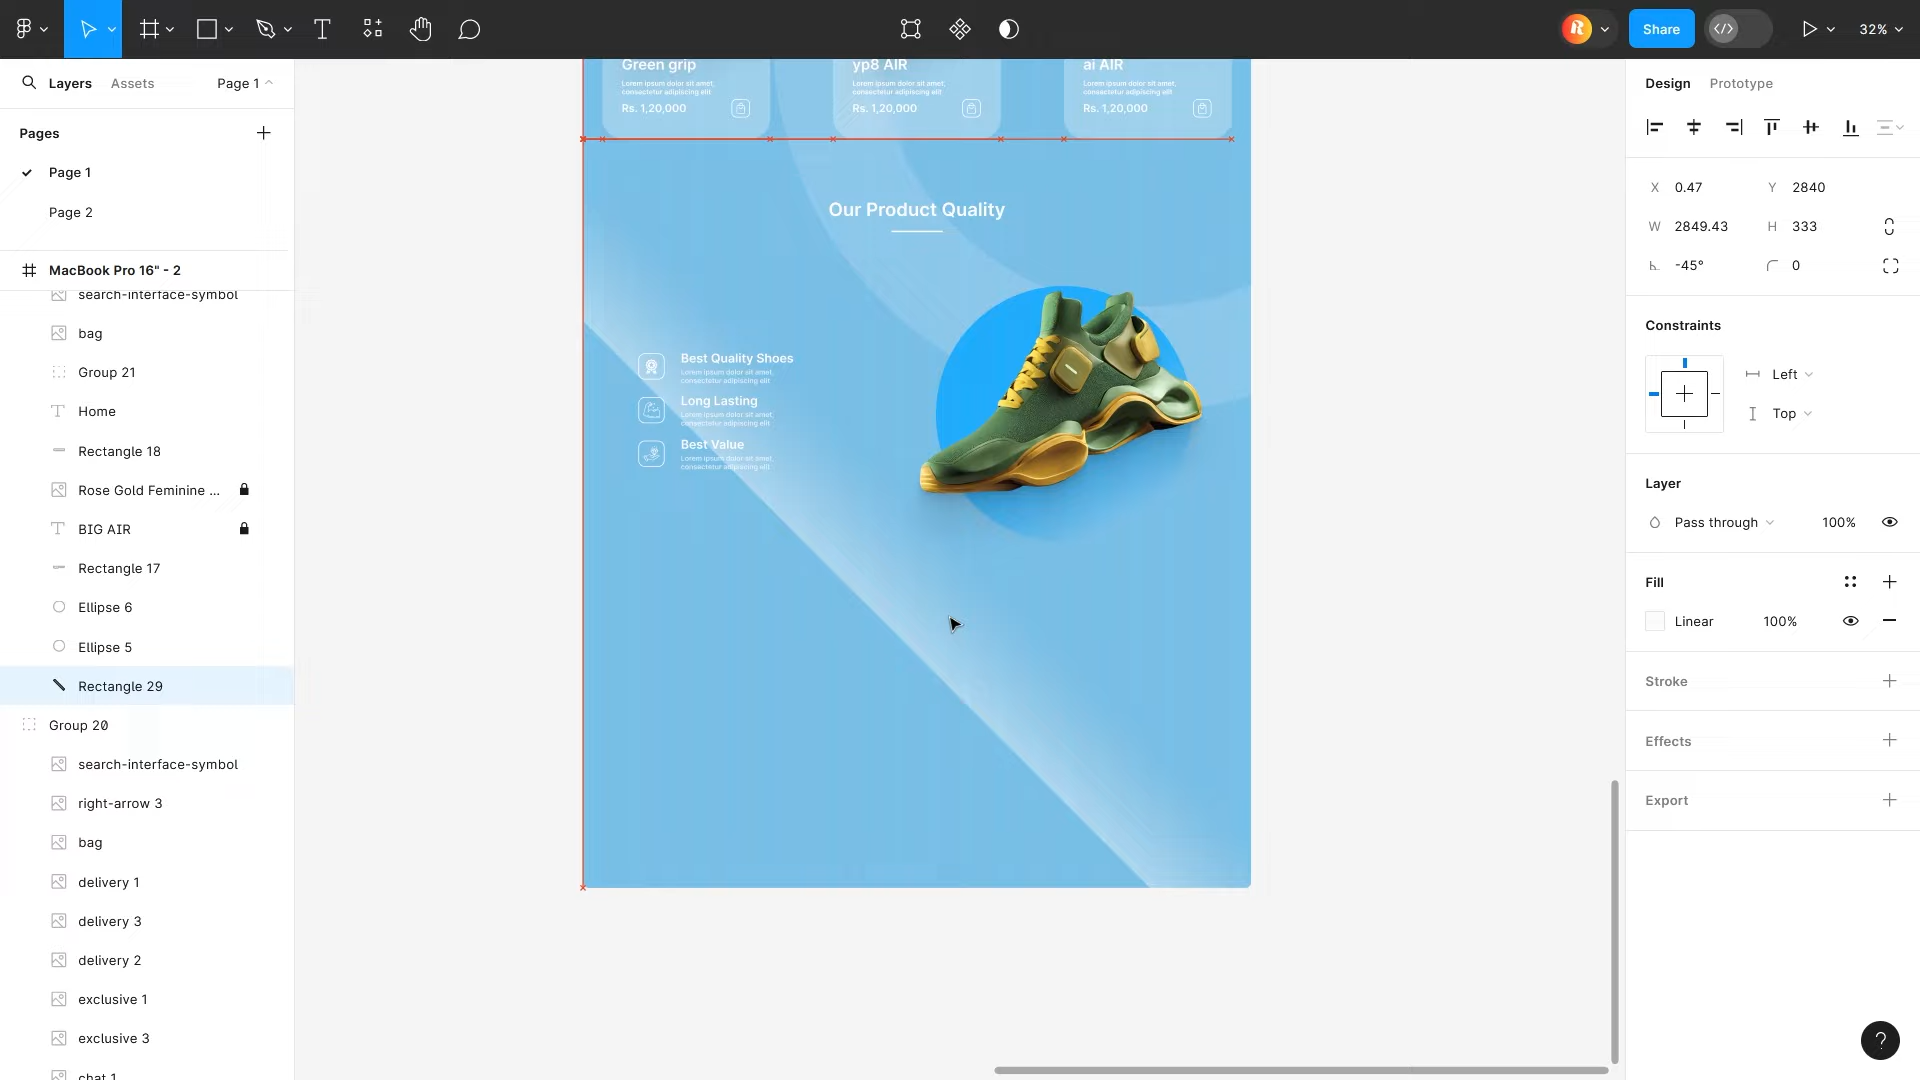 Share
32%
Layers
Assets
Page 1
Pages
Page 1
Page 2
MacBook Pro 16" - 2
search-interface-symbol
bag
Group 21
Home
Rectangle 18
Rose Gold Feminine ...
BIG AIR
Rectangle 17
Ellipse 6
Ellipse 5
Rectangle 29
Group 20
search-interface-symbol
right-arrow 3
bag
delivery 1
delivery 3
delivery 2
exclusive 1
exclusive 3
chat 1
Green grip
Lorem ipsum dolor sit amet,
consectetur adipiscing elit
Rs. 1,20,000
yp8 AIR
Lorem ipsum dolor sit amet,
consectetur adipiscing elit
Rs. 1,20,000
ai AIR
Lorem ipsum dolor sit amet,
consectetur adipiscing elit
Rs. 1,20,000
Our Product Quality
Best Quality Shoes
Lorem ipsum dolor sit amet,
consectetur adipiscing elit
Long Lasting
Lorem ipsum dolor sit amet,
consectetur adipiscing elit
Best Value
Lorem ipsum dolor sit amet,
consectetur adipiscing elit
Design
Prototype
X 0.47
Y 2840
W 2849.43
H 333
-45°
0
Constraints
Left
Top
Layer
Pass through
100%
Fill
Linear
100%
Stroke
Effects
Export
?